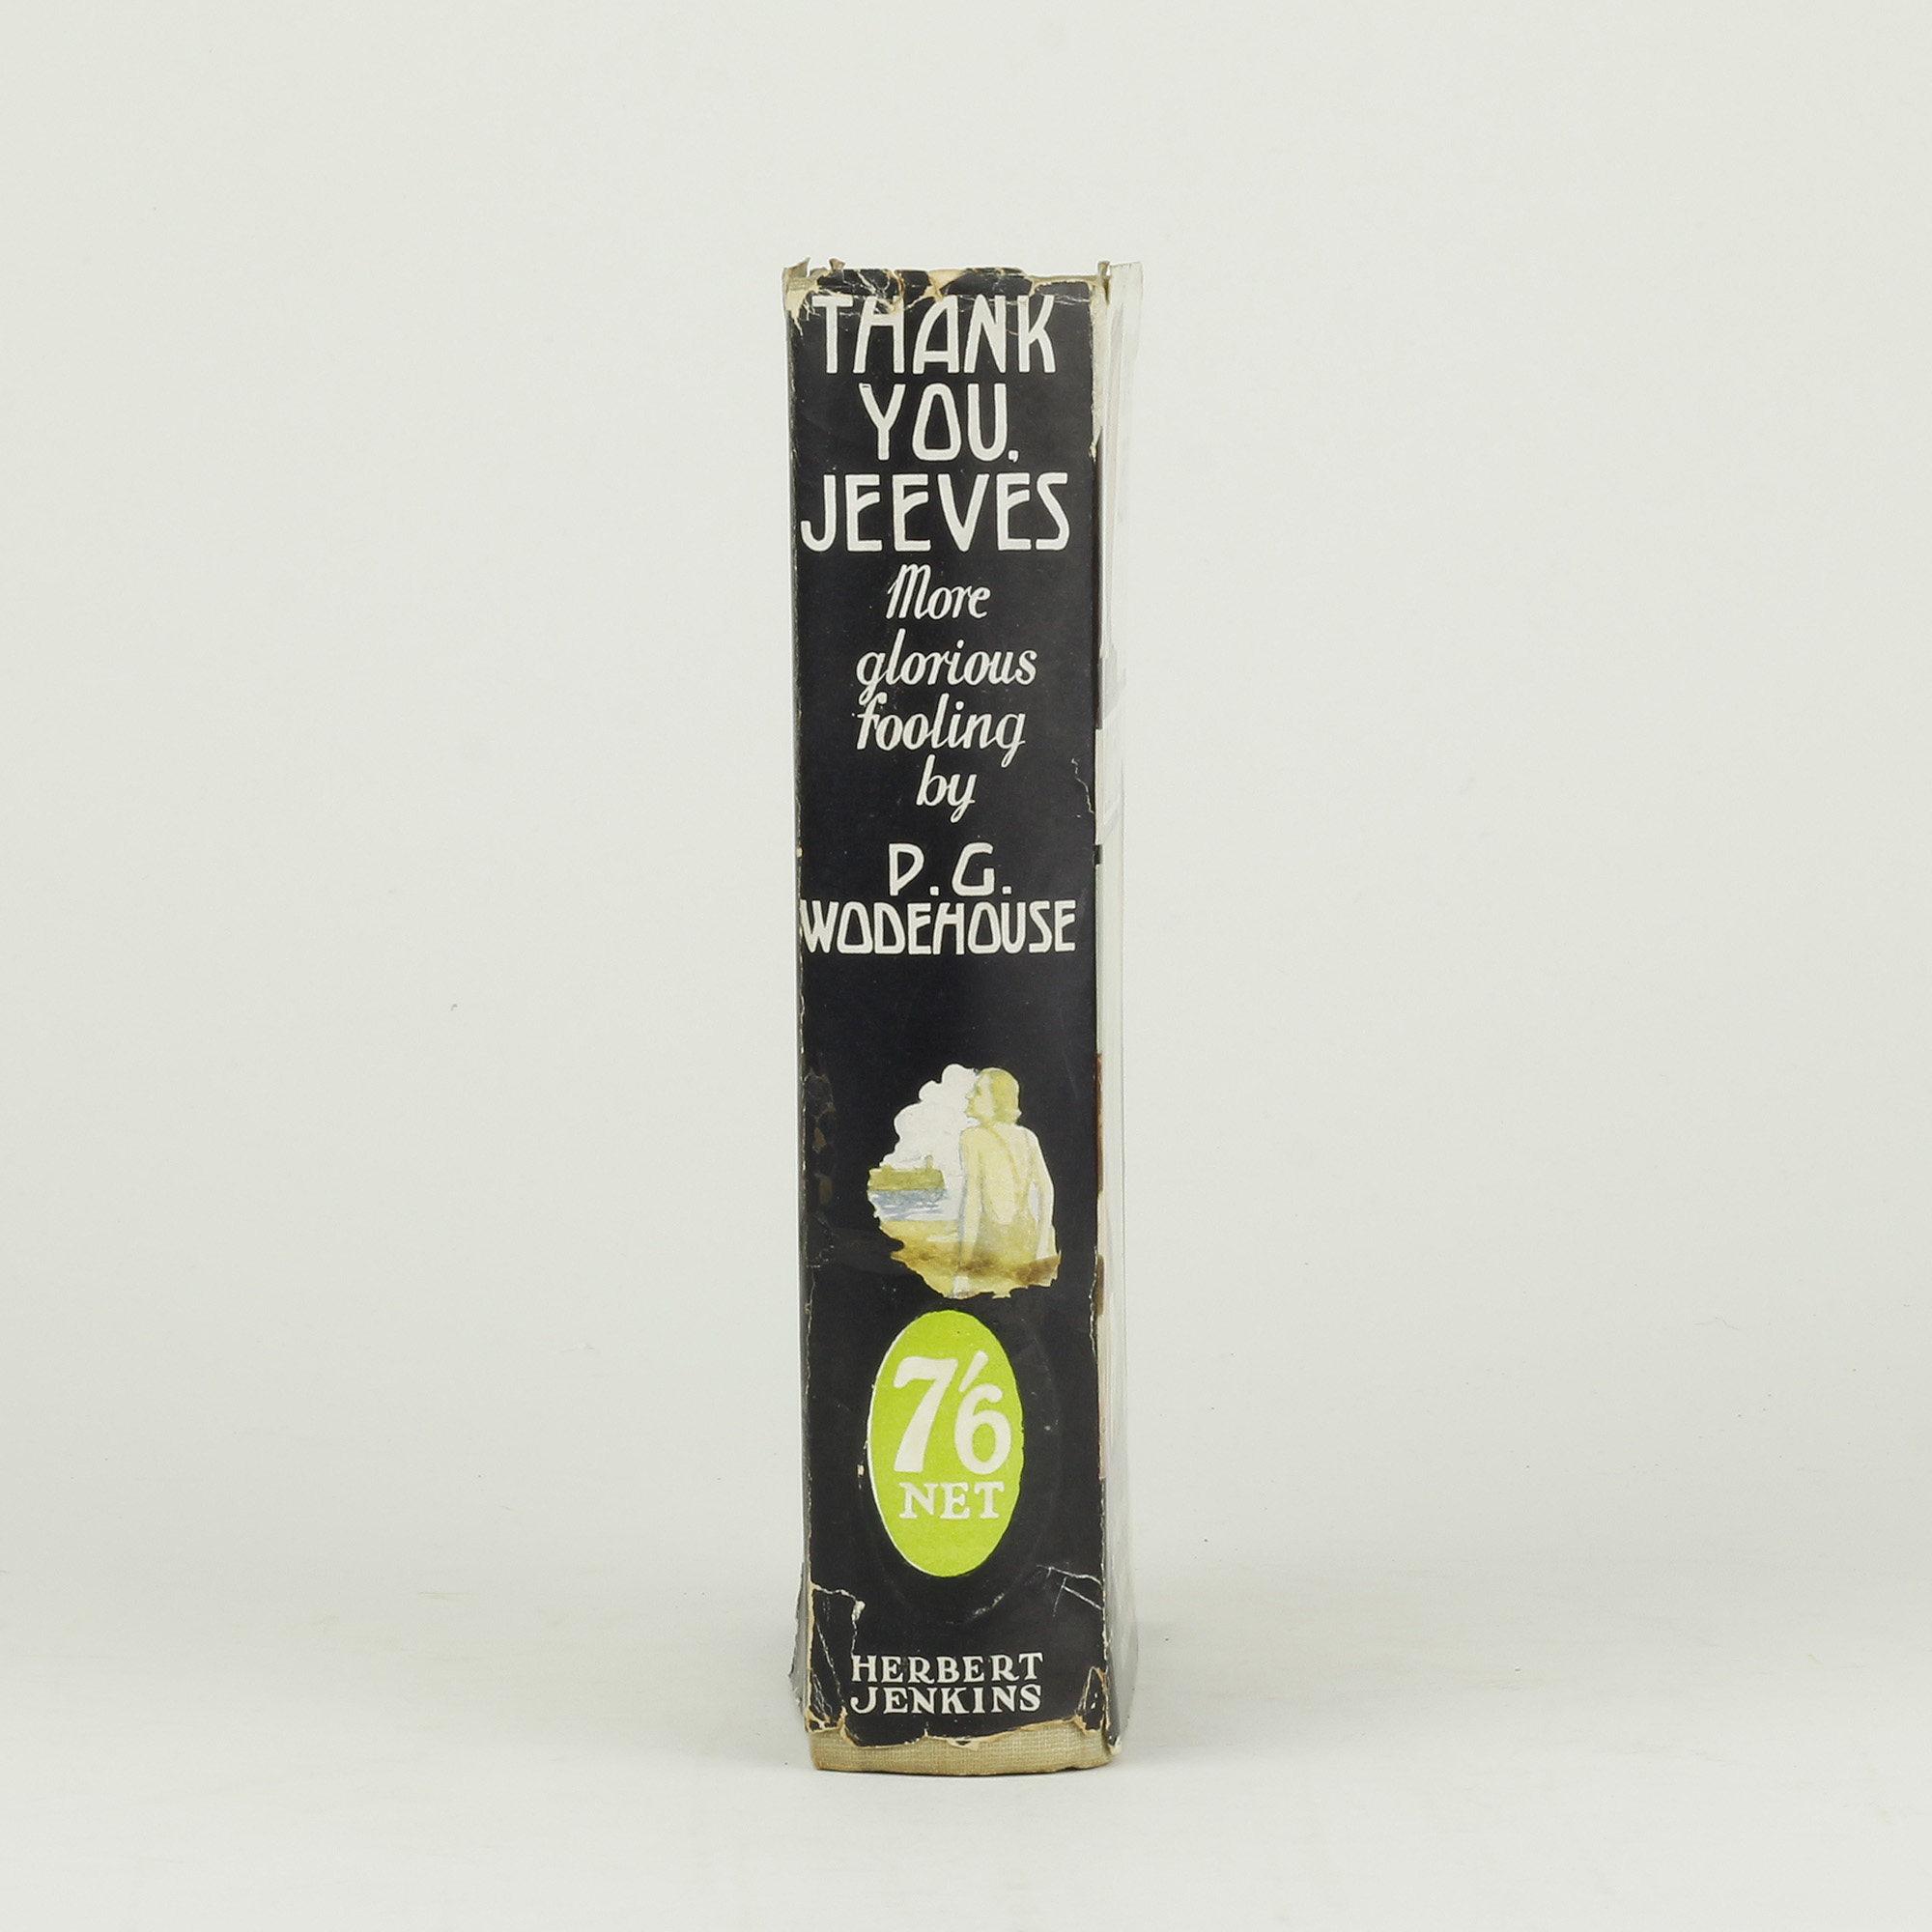 THANK
YOU,
JEEVES
More
glorious
fooling
by
P. G.
WODEHOUSE
7'6
NET
HERBERT
JENKINS